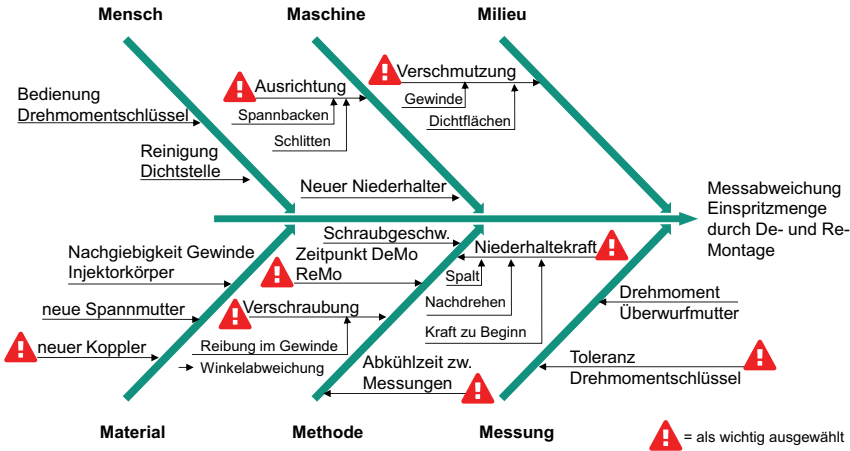 Mensch
Maschine
Milieu
Bedienung
Drehmomentschlüssel
Reinigung
Dichtstelle
Ausrichtung
Spannbacken
Schlitten
Neuer Niederhalter
Verschmutzung
Gewinde
Dichtflächen
Messabweichung
Einspritzmenge
durch De- und Re-
Montage
Nachgiebigkeit Gewinde
Injektorkörper
neue Spannmutter
neuer Koppler
Schraubgeschw.
Zeitpunkt DeMo
ReMo
Verschraubung
Reibung im Gewinde
Winkelabweichung
Niederhaltekraft
Spalt
Nachdrehen
Kraft zu Beginn
Abkühlzeit zw.
Messungen
Drehmoment
Überwurfmutter
Toleranz
Drehmomentschlüssel
Material
Methode
Messung
= als wichtig ausgewählt